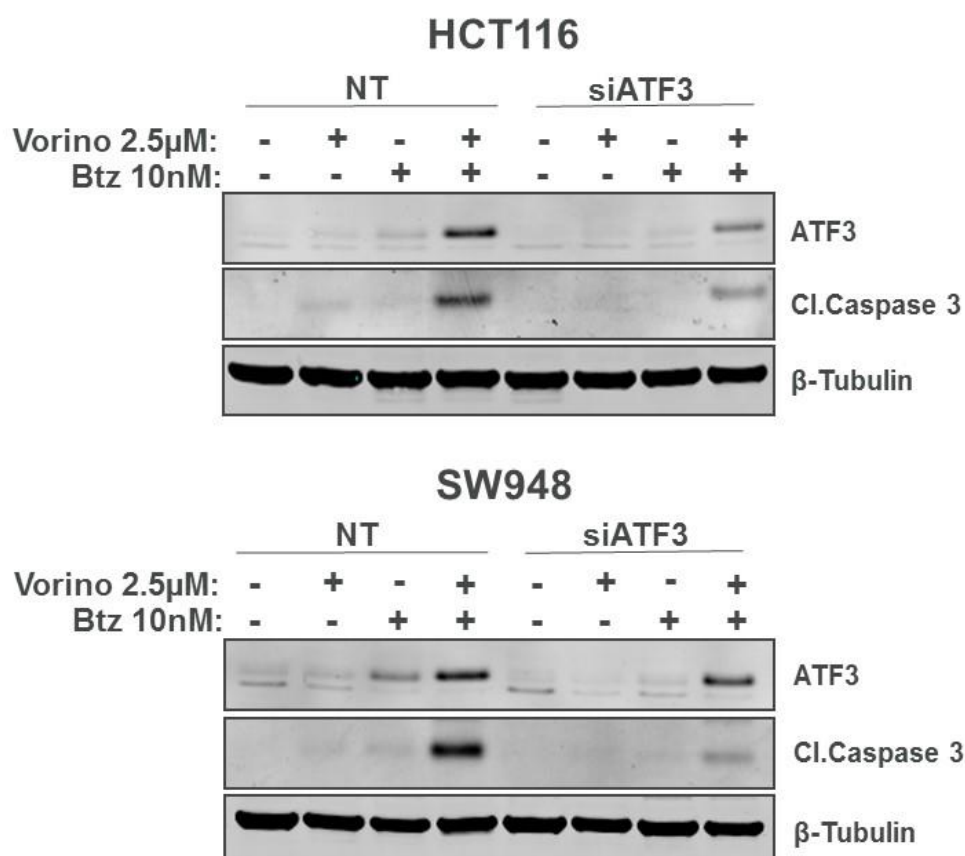 HCT116
NT siATF3
Vorino 2.5µM: - + - + - + - +
Btz 10nM: - - + + - - + +
ATF3
Cl.Caspase 3
β-Tubulin
SW948
NT siATF3
Vorino 2.5µM: - + - + - + - +
Btz 10nM: - - + + - - + +
ATF3
Cl.Caspase 3
β-Tubulin